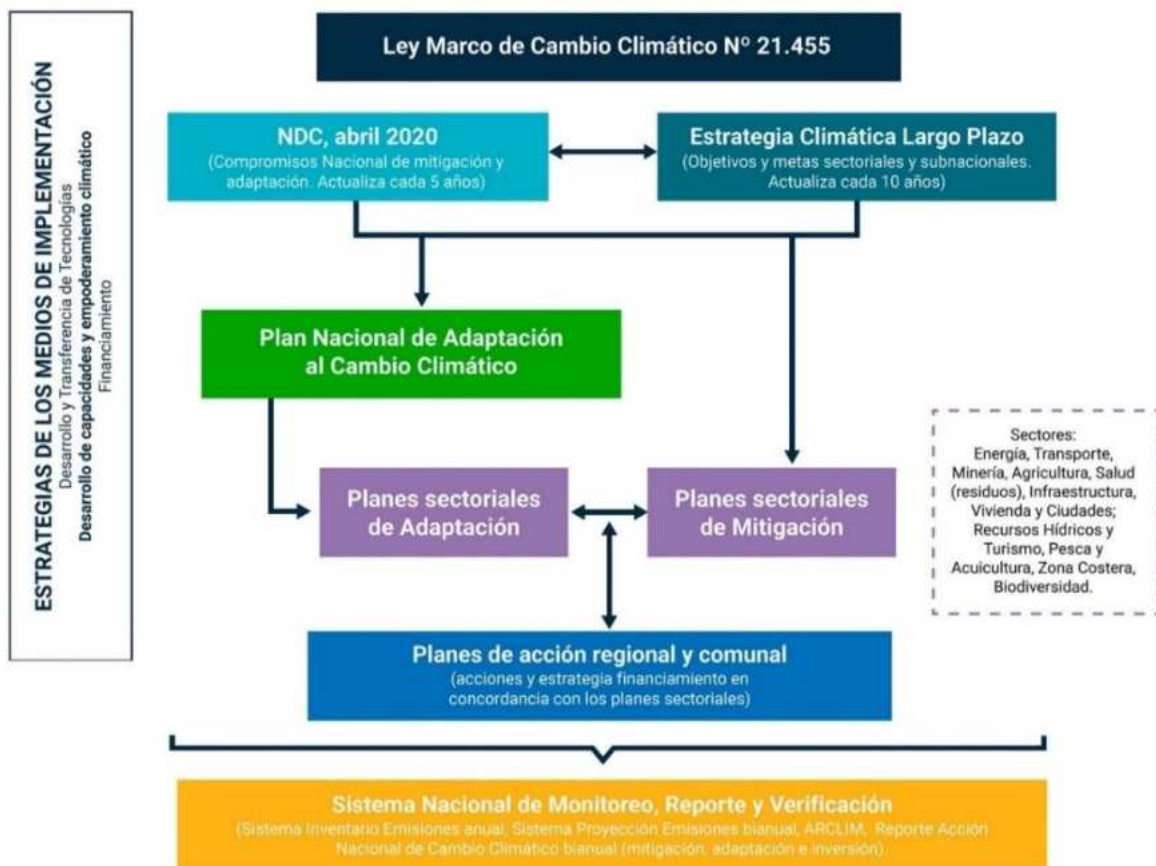 Ley Marco de Cambio Climático Nº 21.455
NDC, abril 2020
(Compromisos Nacional de mitigación y
adaptación. Actualiza cada 5 años)
Estrategia Climática Largo Plazo
(Objetivos y metas sectoriales y subnacionales.
Actualiza cada 10 años)
ESTRATEGIAS DE LOS MEDIOS DE IMPLEMENTACIÓN
Desarrollo y Transferencia de Tecnologías
Desarrollo de capacidades y empoderamiento climático
Financiamiento
Plan Nacional de Adaptación
al Cambio Climático
Planes sectoriales
de Adaptación
Planes sectoriales
de Mitigación
Sectores:
Energía, Transporte,
Minería, Agricultura, Salud
(residuos), Infraestructura,
Vivienda y Ciudades;
Recursos Hídricos y
Turismo, Pesca y
Acuicultura, Zona Costera,
Biodiversidad.
Planes de acción regional y comunal
(acciones y estrategia financiamiento en
concordancia con los planes sectoriales)
Sistema Nacional de Monitoreo, Reporte y Verificación
(Sistema Inventario Emisiones anual, Sistema Proyección Emisiones bianual, ARCLIM, Reporte Acción
Nacional de Cambio Climático bianual (mitigación, adaptación e inversión).